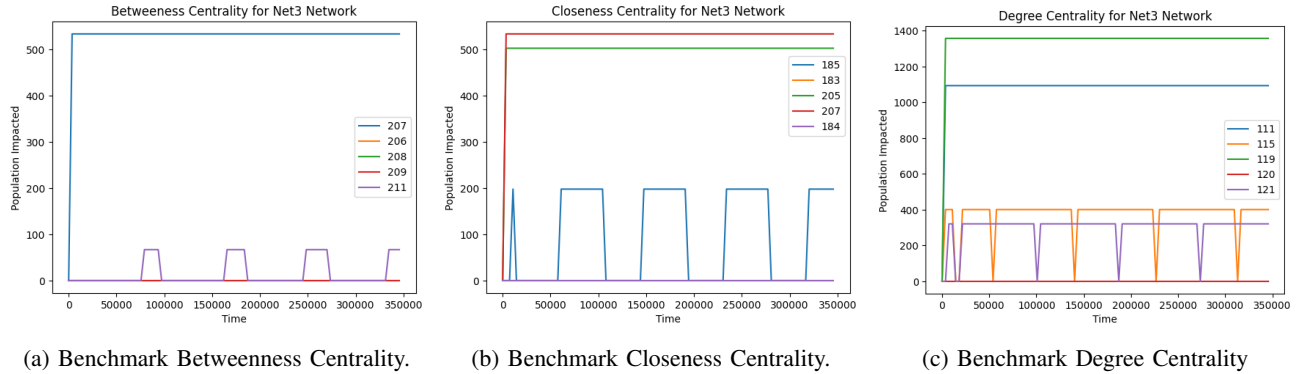 Betweeness Centrality for Net3 Network
Population Impacted
500
400
300
200
100
0
207
206
208
209
211
0 50000 100000 150000 200000 250000 300000 350000
Time
(a) Benchmark Betweenness Centrality.
Closeness Centrality for Net3 Network
Population Impacted
500
400
300
200
100
0
185
183
205
207
184
0 50000 100000 150000 200000 250000 300000 350000
Time
(b) Benchmark Closeness Centrality.
Degree Centrality for Net3 Network
Population Impacted
1400
1200
1000
800
600
400
200
0
111
115
119
120
121
0 50000 100000 150000 200000 250000 300000 350000
Time
(c) Benchmark Degree Centrality